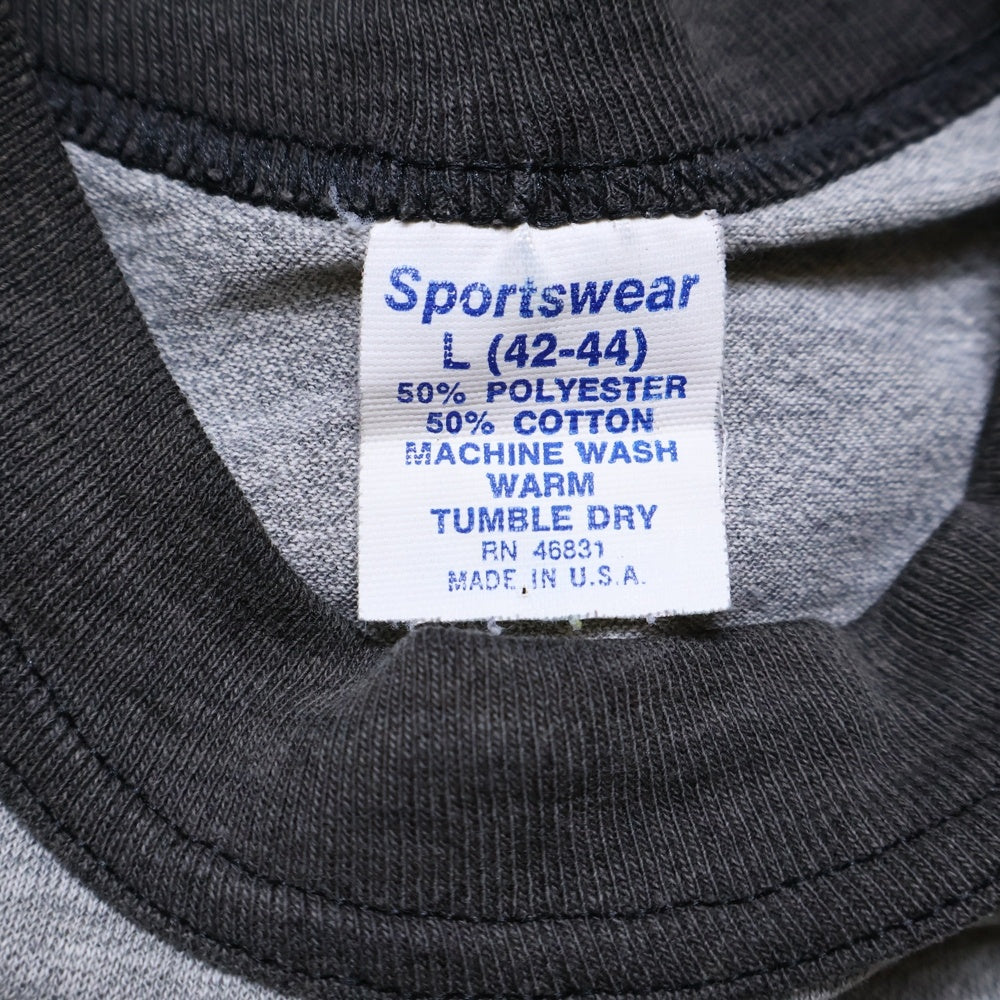 Sportswear
L (42-44)
50% POLYESTER
50% COTTON
MACHINE WASH
WARM
TUMBLE DRY
RN 46831
MADE IN U.S.A.